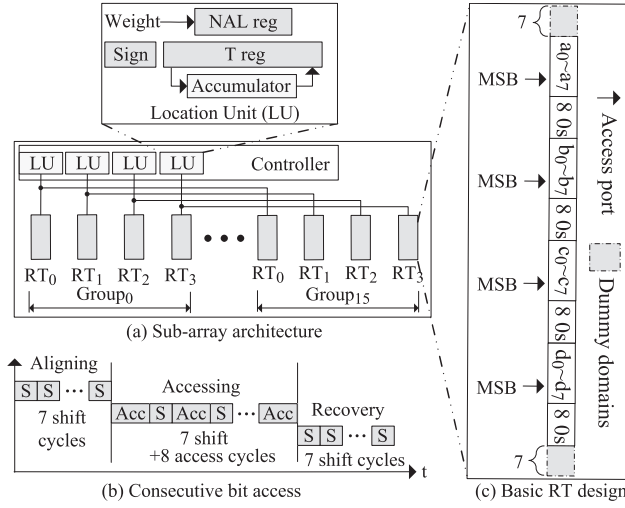 Weight
NAL reg
Sign
T reg
Accumulator
Location Unit (LU)
LU LU LU LU
Controller
RT0 RT1 RT2 RT3
RT0 RT1 RT2 RT3
Group0
Group15
(a) Sub-array architecture
Aligning
S S ··· S
7 shift
cycles
Accessing
Acc S Acc S ··· Acc
7 shift
+8 access cycles
Recovery
S S ··· S
7 shift cycles
t
(b) Consecutive bit access
7
MSB
a0~a7
8 0s
MSB
b0~b7
8 0s
MSB
c0~c7
8 0s
MSB
d0~d7
8 0s
7
Access port
Dummy domains
(c) Basic RT design